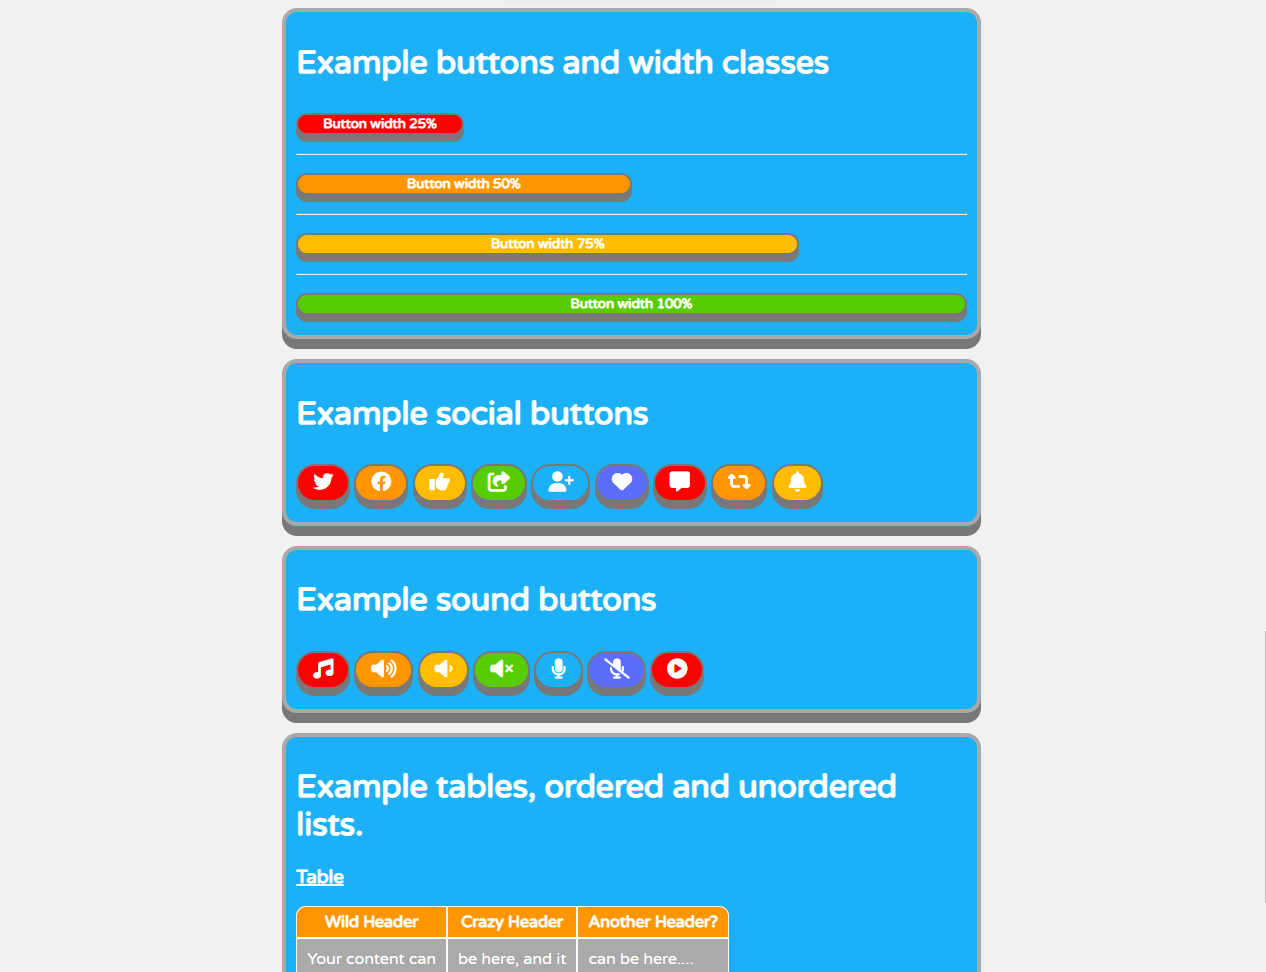 Example buttons and width classes
Button width 25%
Button width 50%
Button width 75%
Button width 100%
Example social buttons
Example sound buttons
Example tables, ordered and unordered
lists.
Table
Wild Header Crazy Header Another Header?
Your content can be here, and it can be here....